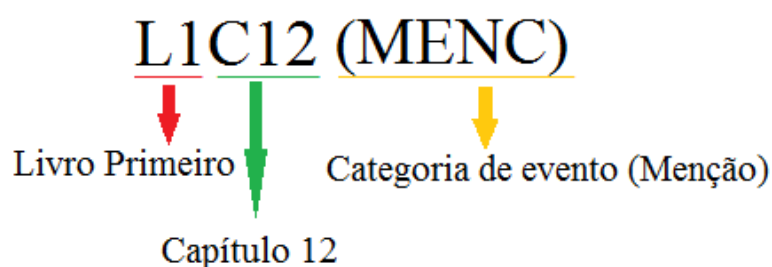 L1C12 (MENC)
Livro Primeiro
Categoria de evento (Menção)
Capítulo 12